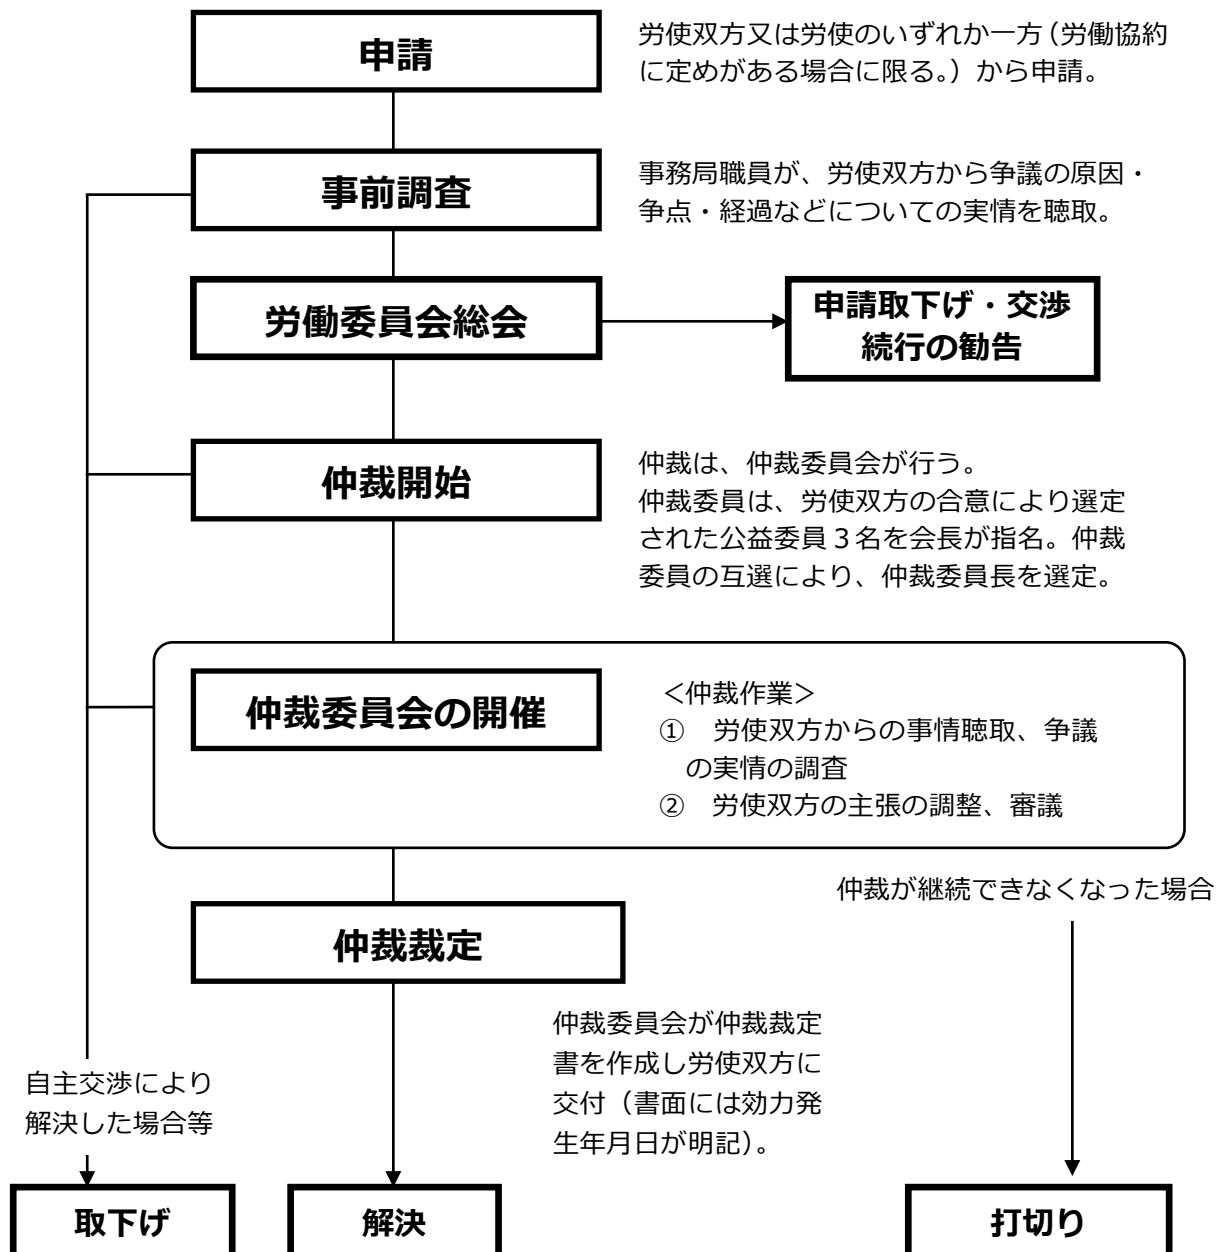 申請
労使双方又は労使のいずれか一方（労働協約
に定めがある場合に限る。）から申請。
事前調査
事務局職員が、労使双方から争議の原因・
争点・経過などについての実情を聴取。
労働委員会総会
申請取下げ・交渉
続行の勧告
仲裁開始
仲裁は、仲裁委員会が行う。
仲裁委員は、労使双方の合意により選定
された公益委員３名を会長が指名。仲裁
委員の互選により、仲裁委員長を選定。
仲裁委員会の開催
＜仲裁作業＞
①　労使双方からの事情聴取、争議
の実情の調査
②　労使双方の主張の調整、審議
仲裁が継続できなくなった場合
仲裁裁定
仲裁委員会が仲裁裁定
書を作成し労使双方に
交付（書面には効力発
生年月日が明記）。
自主交渉により
解決した場合等
取下げ
解決
打切り